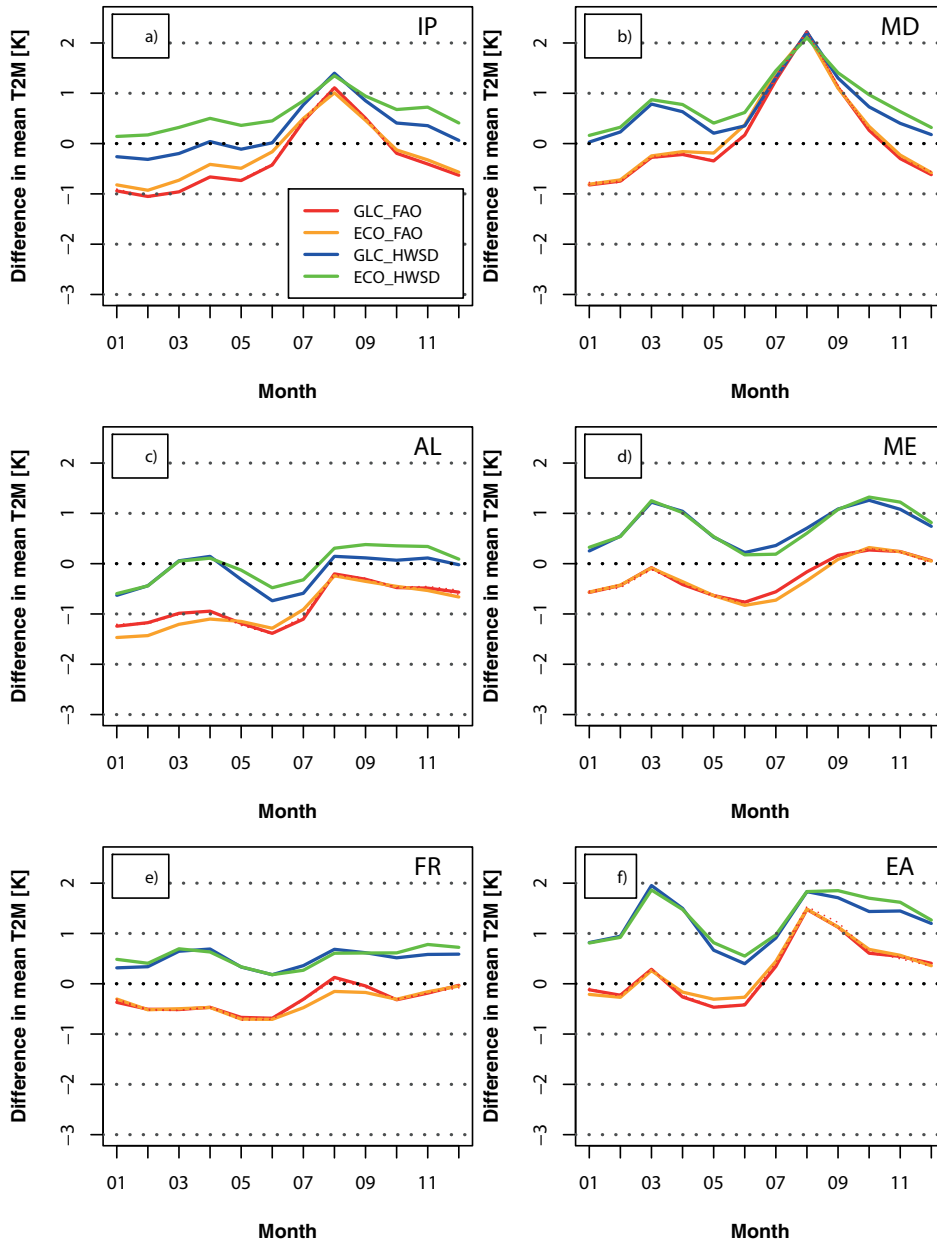 a)
IP
Difference in mean T2M [K]
2
1
0
−1
−2
−3
GLC_FAO
ECO_FAO
GLC_HWSD
ECO_HWSD
01 03 05 07 09 11
Month
b)
MD
Difference in mean T2M [K]
2
1
0
−1
−2
−3
01 03 05 07 09 11
Month
c)
AL
Difference in mean T2M [K]
2
1
0
−1
−2
−3
01 03 05 07 09 11
Month
d)
ME
Difference in mean T2M [K]
2
1
0
−1
−2
−3
01 03 05 07 09 11
Month
e)
FR
Difference in mean T2M [K]
2
1
0
−1
−2
−3
01 03 05 07 09 11
Month
f)
EA
Difference in mean T2M [K]
2
1
0
−1
−2
−3
01 03 05 07 09 11
Month